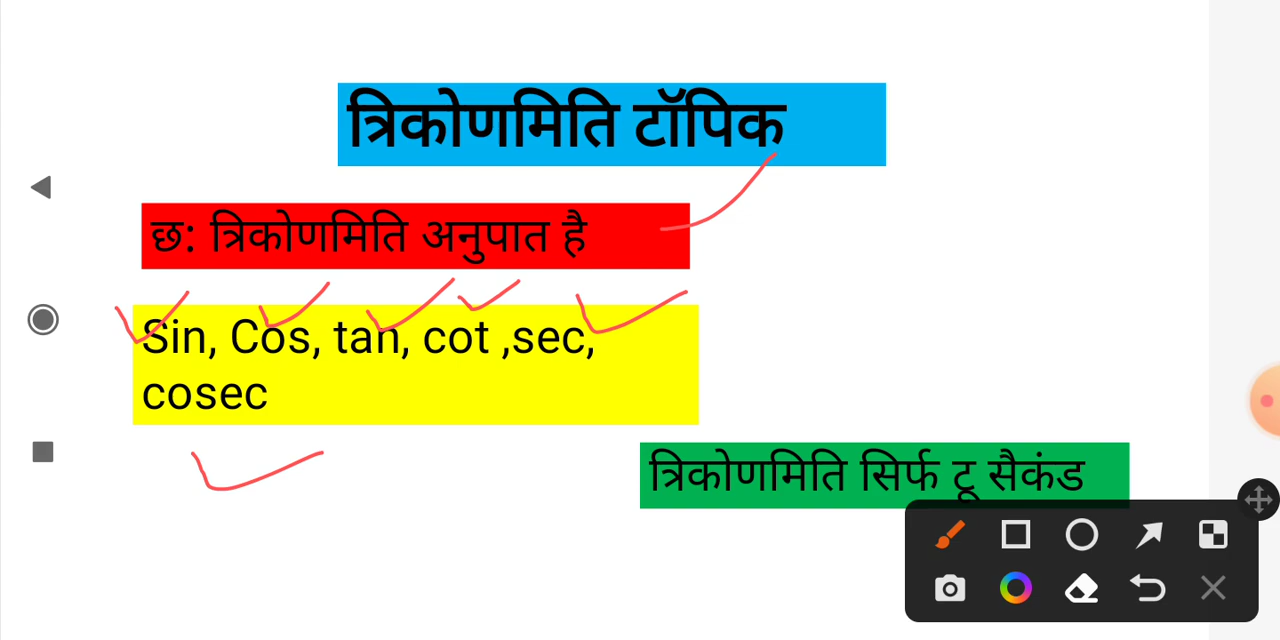 त्रिकोणमिति टॉपिक
छ: त्रिकोणमिति अनुपात है
Sin, Cos, tan, cot ,sec,
cosec
त्रिकोणमिति सिर्फ टू सैकंड